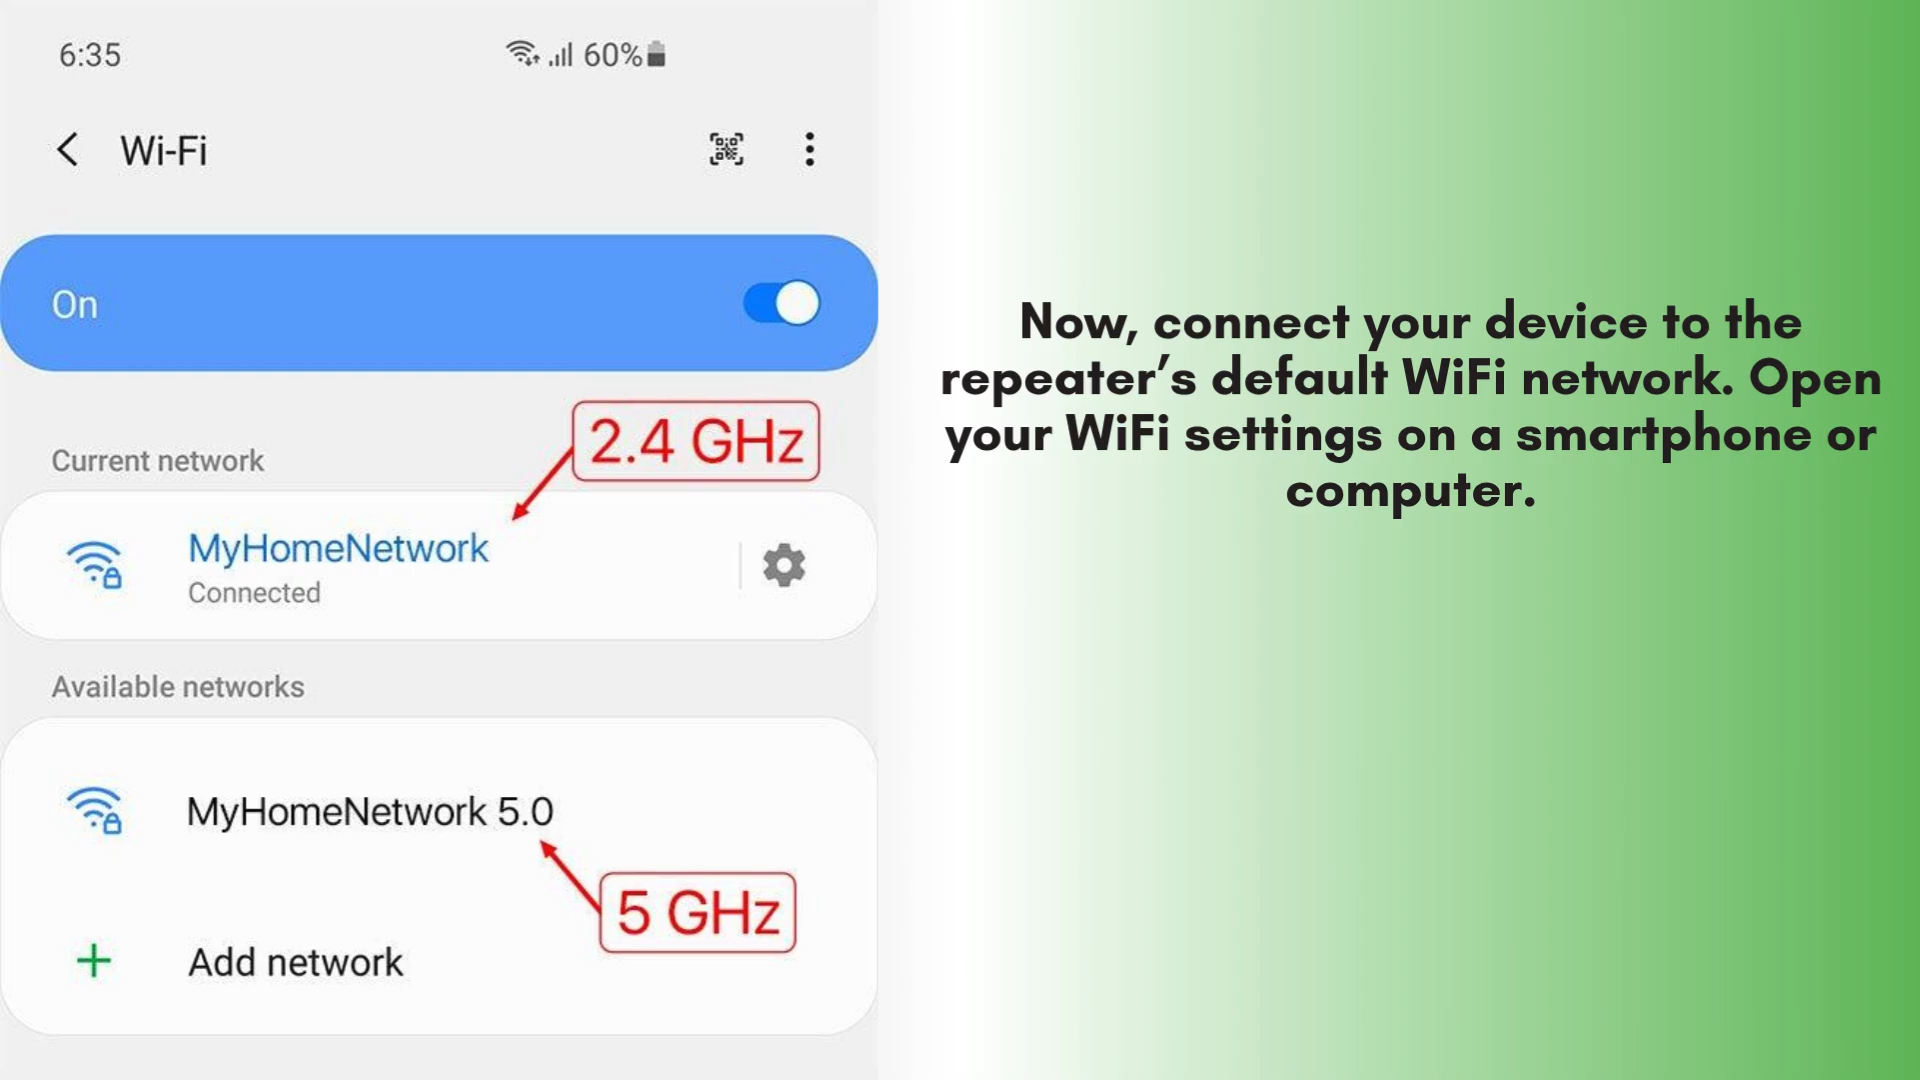 6:35
60%
Wi-Fi
On
2.4 GHz
Current network
MyHomeNetwork
Connected
Available networks
MyHomeNetwork 5.0
5 GHz
Add network
Now, connect your device to the
repeater’s default WiFi network. Open
your WiFi settings on a smartphone or
computer.